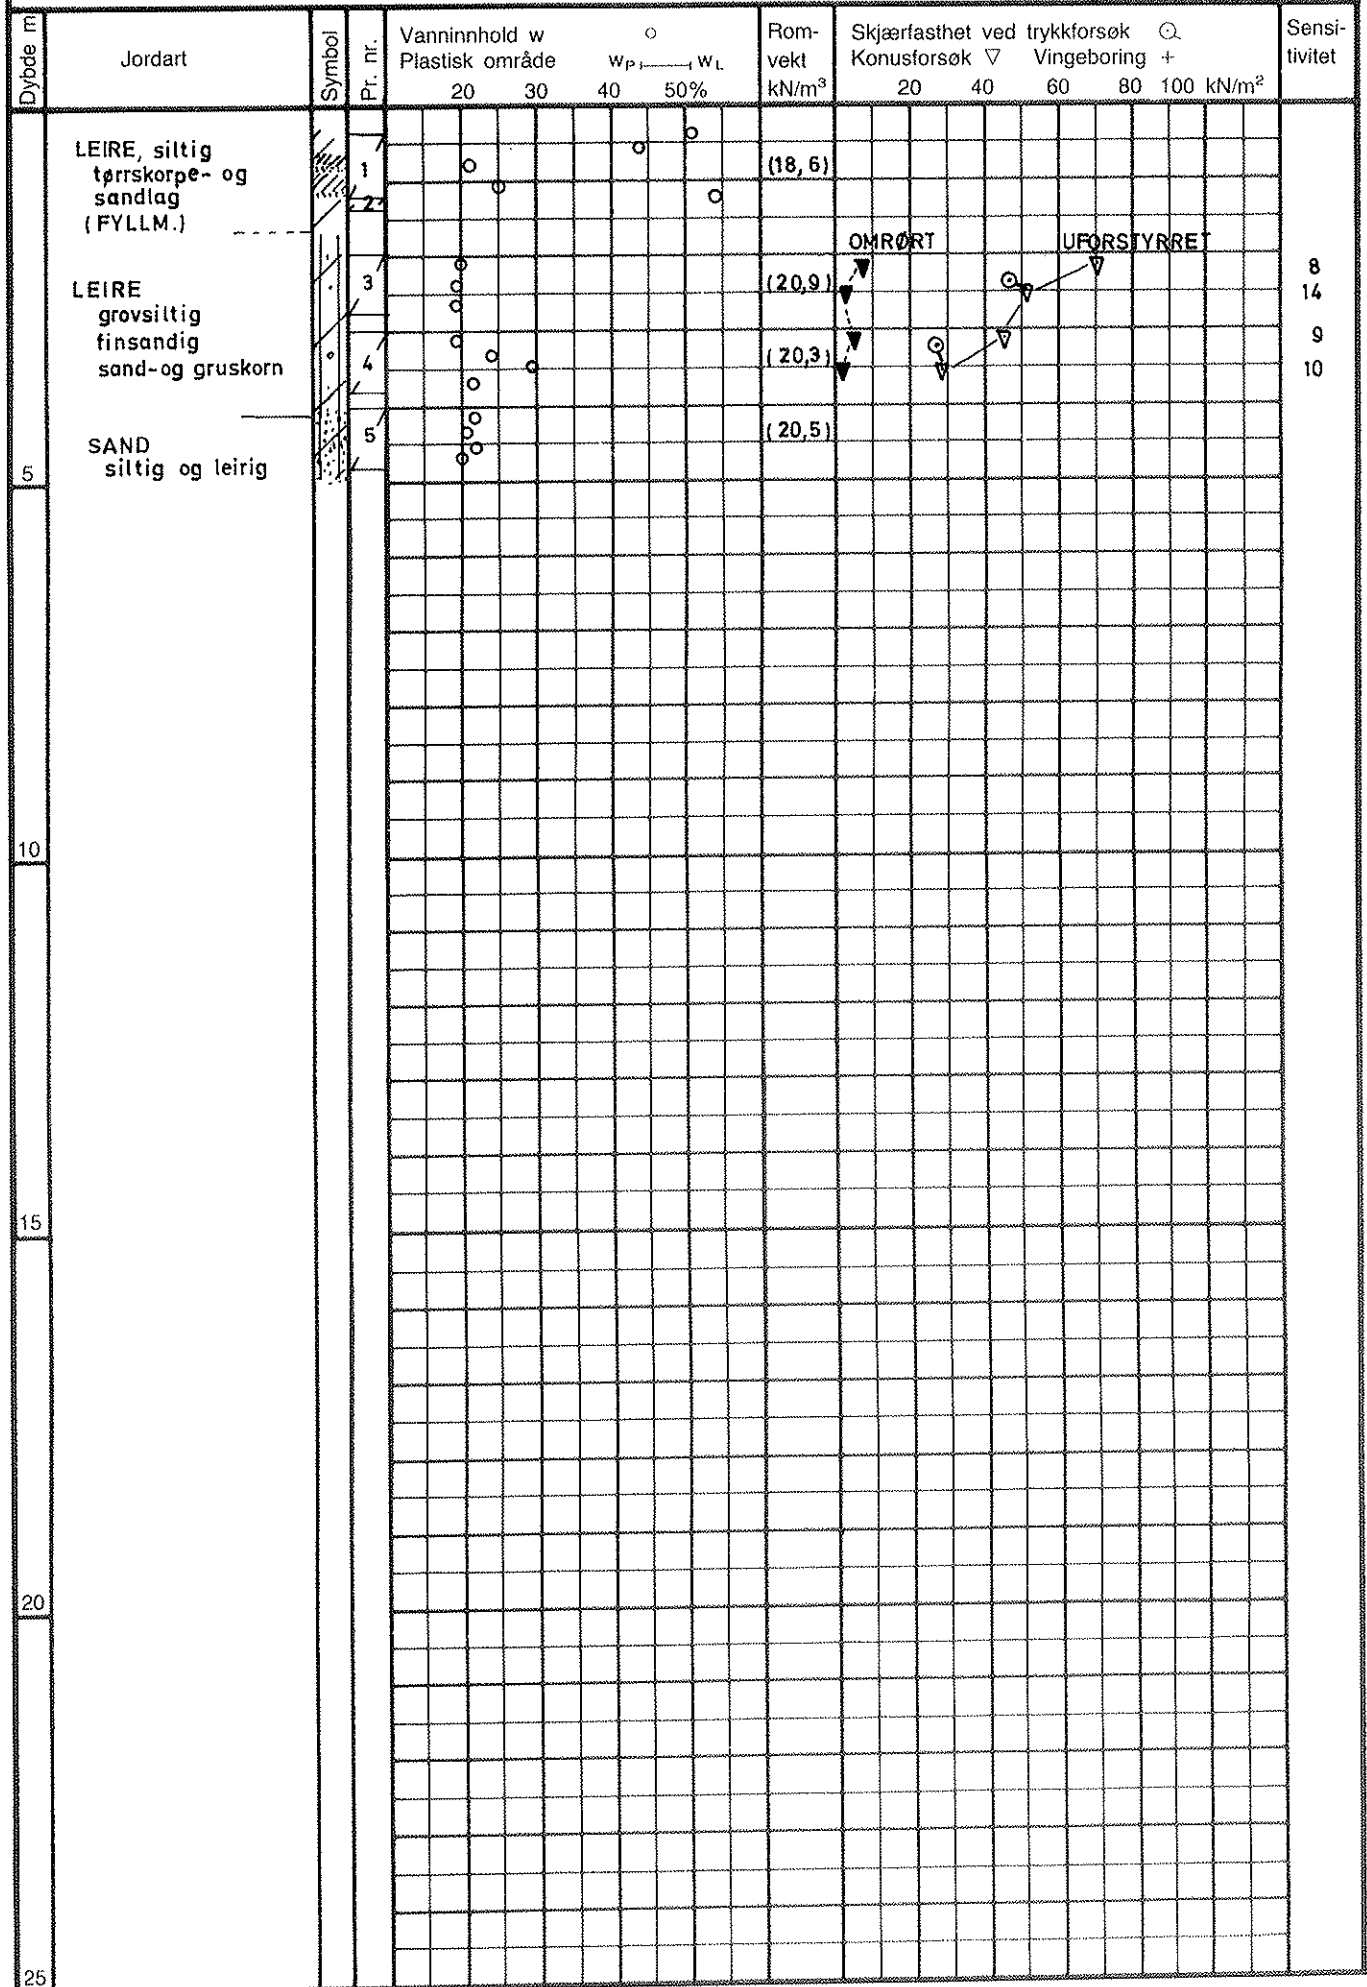 Dybde m
Jordart
Symbol
Pr. nr.
Vanninnhold w
Plastisk område wP wL
20 30 40 50%
Rom-
vekt
kN/m³
Skjærfasthet ved trykkforsøk
Konusforsøk ▽ Vingeboring +
20 40 60 80 100 kN/m²
Sensi-
tivitet
LEIRE, siltig
tørrskorpe- og
sandlag
(FYLLM.)
1
2
(18,6)
OMRØRT UFORSTYRRET
LEIRE
grovsiltig
finsandig
sand-og gruskorn
3
(20,9)
8
14
4
(20,3)
9
10
SAND
siltig og leirig
5
(20,5)
5
10
15
20
25